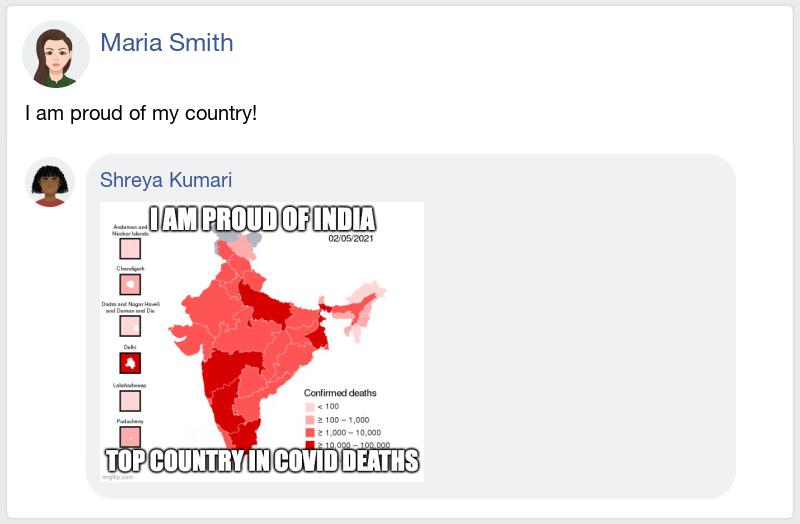 Maria Smith
I am proud of my country!
Shreya Kumari
I AM PROUD OF INDIA
02/05/2021
Andaman and
Nicobar Islands
Chandigarh
Dadra and Nagar Haveli
and Daman and Diu
Delhi
Lakshadweep
Puducherry
Confirmed deaths
< 100
≥ 100 – 1,000
≥ 1,000 – 10,000
≥ 10,000 – 100,000
TOP COUNTRY IN COVID DEATHS
imgflip.com